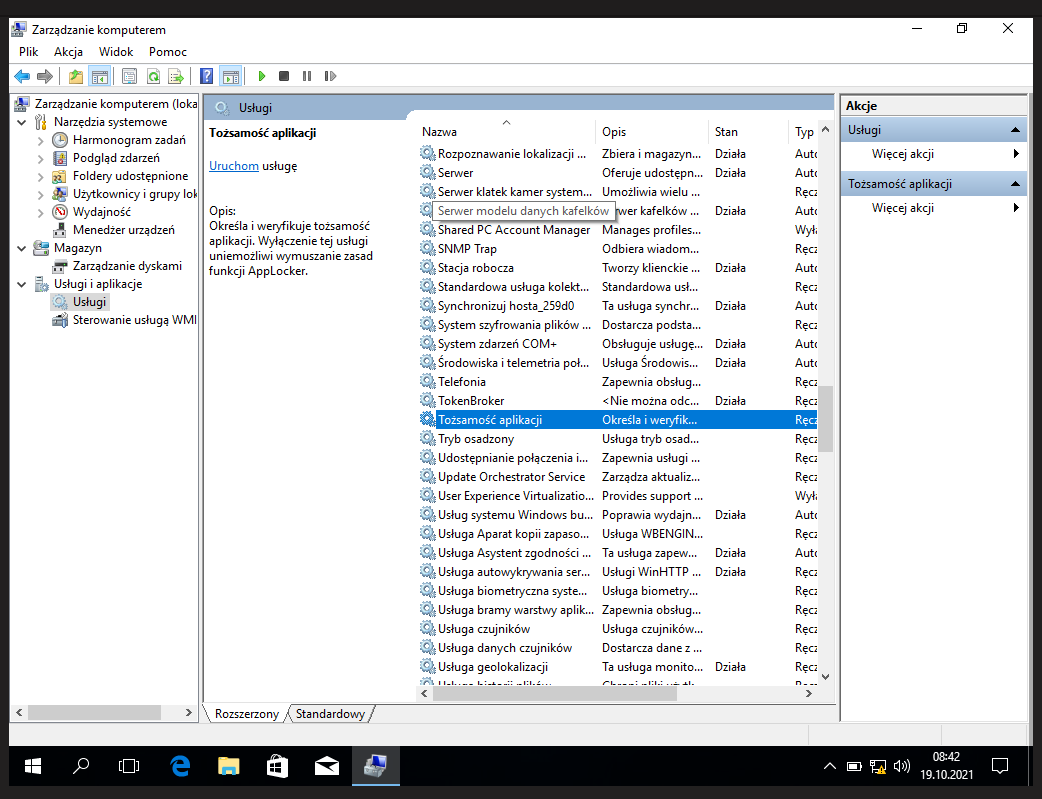 Zarządzanie komputerem
Plik Akcja Widok Pomoc
Zarządzanie komputerem (loka
Narzędzia systemowe
Harmonogram zadań
Podgląd zdarzeń
Foldery udostępnione
Użytkownicy i grupy lok
Wydajność
Menedżer urządzeń
Magazyn
Zarządzanie dyskami
Usługi i aplikacje
Usługi
Sterowanie usługą WMI
Usługi
Tożsamość aplikacji
Uruchom usługę
Opis:
Określa i weryfikuje tożsamość
aplikacji. Wyłączenie tej usługi
uniemożliwi wymuszanie zasad
funkcji AppLocker.
Nazwa Opis Stan Typ
Rozpoznawanie lokalizacji ... Zbiera i magazyn... Działa Auto
Serwer Oferuje udostępn... Działa Auto
Serwer klatek kamer system... Umożliwia wielu ... Ręcz
Serwer modelu danych kafelków rwer kafelków ... Działa Auto
Shared PC Account Manager Manages profiles... Wyła
SNMP Trap Odbiera wiadom... Ręcz
Stacja robocza Tworzy klienckie ... Działa Auto
Standardowa usługa kolekt... Standardowa usł... Ręcz
Synchronizuj hosta_259d0 Ta usługa synchr... Działa Auto
System szyfrowania plików ... Dostarcza podsta... Ręcz
System zdarzeń COM+ Obsługuje usługę... Działa Auto
Środowiska i telemetria poł... Usługa Środowis... Działa Auto
Telefonia Zapewnia obsług... Ręcz
TokenBroker <Nie można odc... Działa Ręcz
Tożsamość aplikacji Określa i weryfik... Ręcz
Tryb osadzony Usługa tryb osad... Ręcz
Udostępnianie połączenia i... Zapewnia usługi ... Ręcz
Update Orchestrator Service Zarządza aktualiz... Ręcz
User Experience Virtualizatio... Provides support ... Wyła
Usług systemu Windows bu... Poprawia wydajn... Działa Auto
Usługa Aparat kopii zapaso... Usługa WBENGIN... Ręcz
Usługa Asystent zgodności ... Ta usługa zapew... Działa Auto
Usługa autowykrywania ser... Usługi WinHTTP ... Działa Ręcz
Usługa biometryczna syste... Usługa biometry... Ręcz
Usługa bramy warstwy aplik... Zapewnia obsług... Ręcz
Usługa czujników Usługa czujników... Ręcz
Usługa danych czujników Dostarcza dane z ... Ręcz
Usługa geolokalizacji Ta usługa monito... Działa Ręcz
Rozszerzony Standardowy
Akcje
Usługi
Więcej akcji
Tożsamość aplikacji
Więcej akcji
08:42
19.10.2021